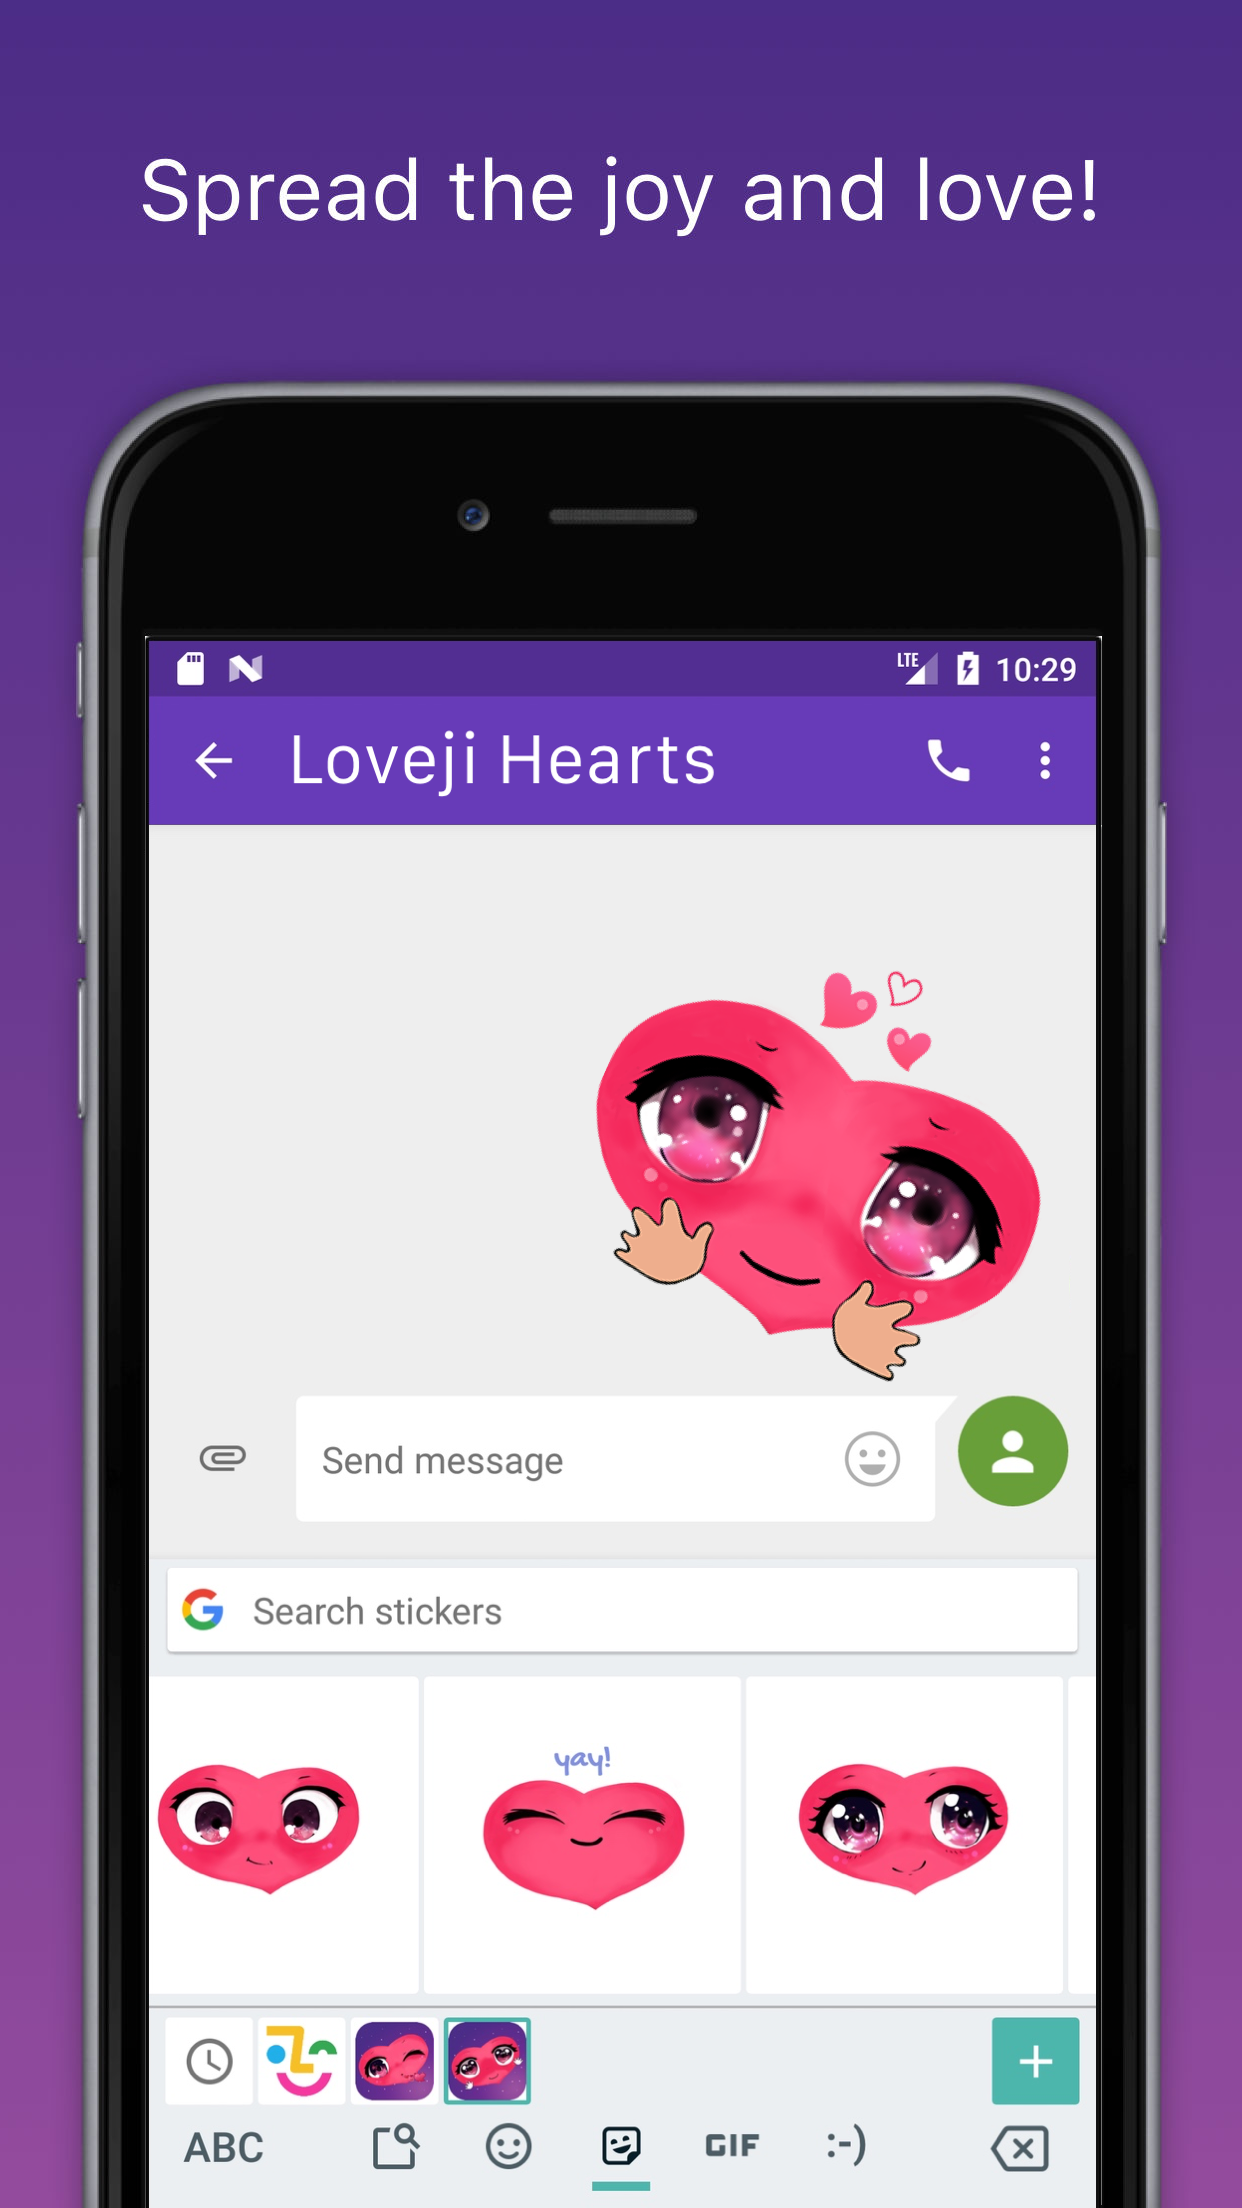 Spread the joy and love!
LTE
10:29
Loveji Hearts
Send message
G Search stickers
yay!
ABC
GIF
:-)